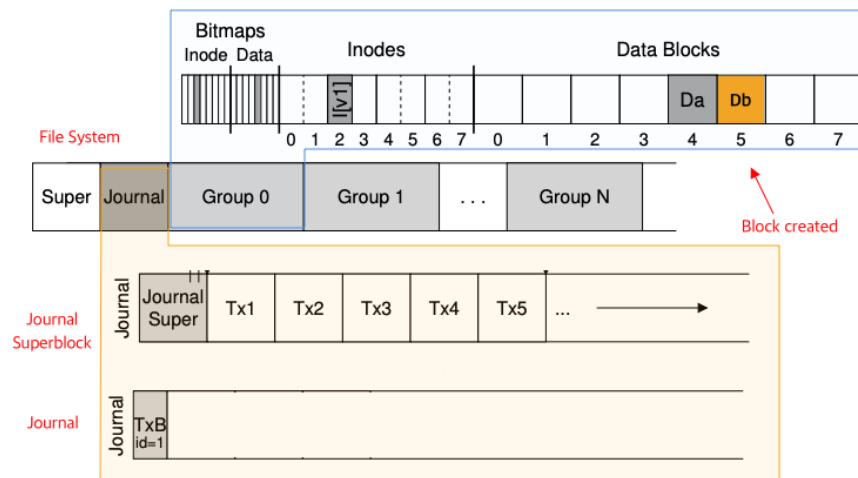 Bitmaps
Inode Data
Inodes
Data Blocks
I[v1]
Da
Db
0 1 2 3 4 5 6 7
0 1 2 3 4 5 6 7
File System
Super
Journal
Group 0
Group 1
. . .
Group N
Block created
Journal
Superblock
Journal
Journal
Super
Tx1
Tx2
Tx3
Tx4
Tx5
...
Journal
Journal
TxB
id=1